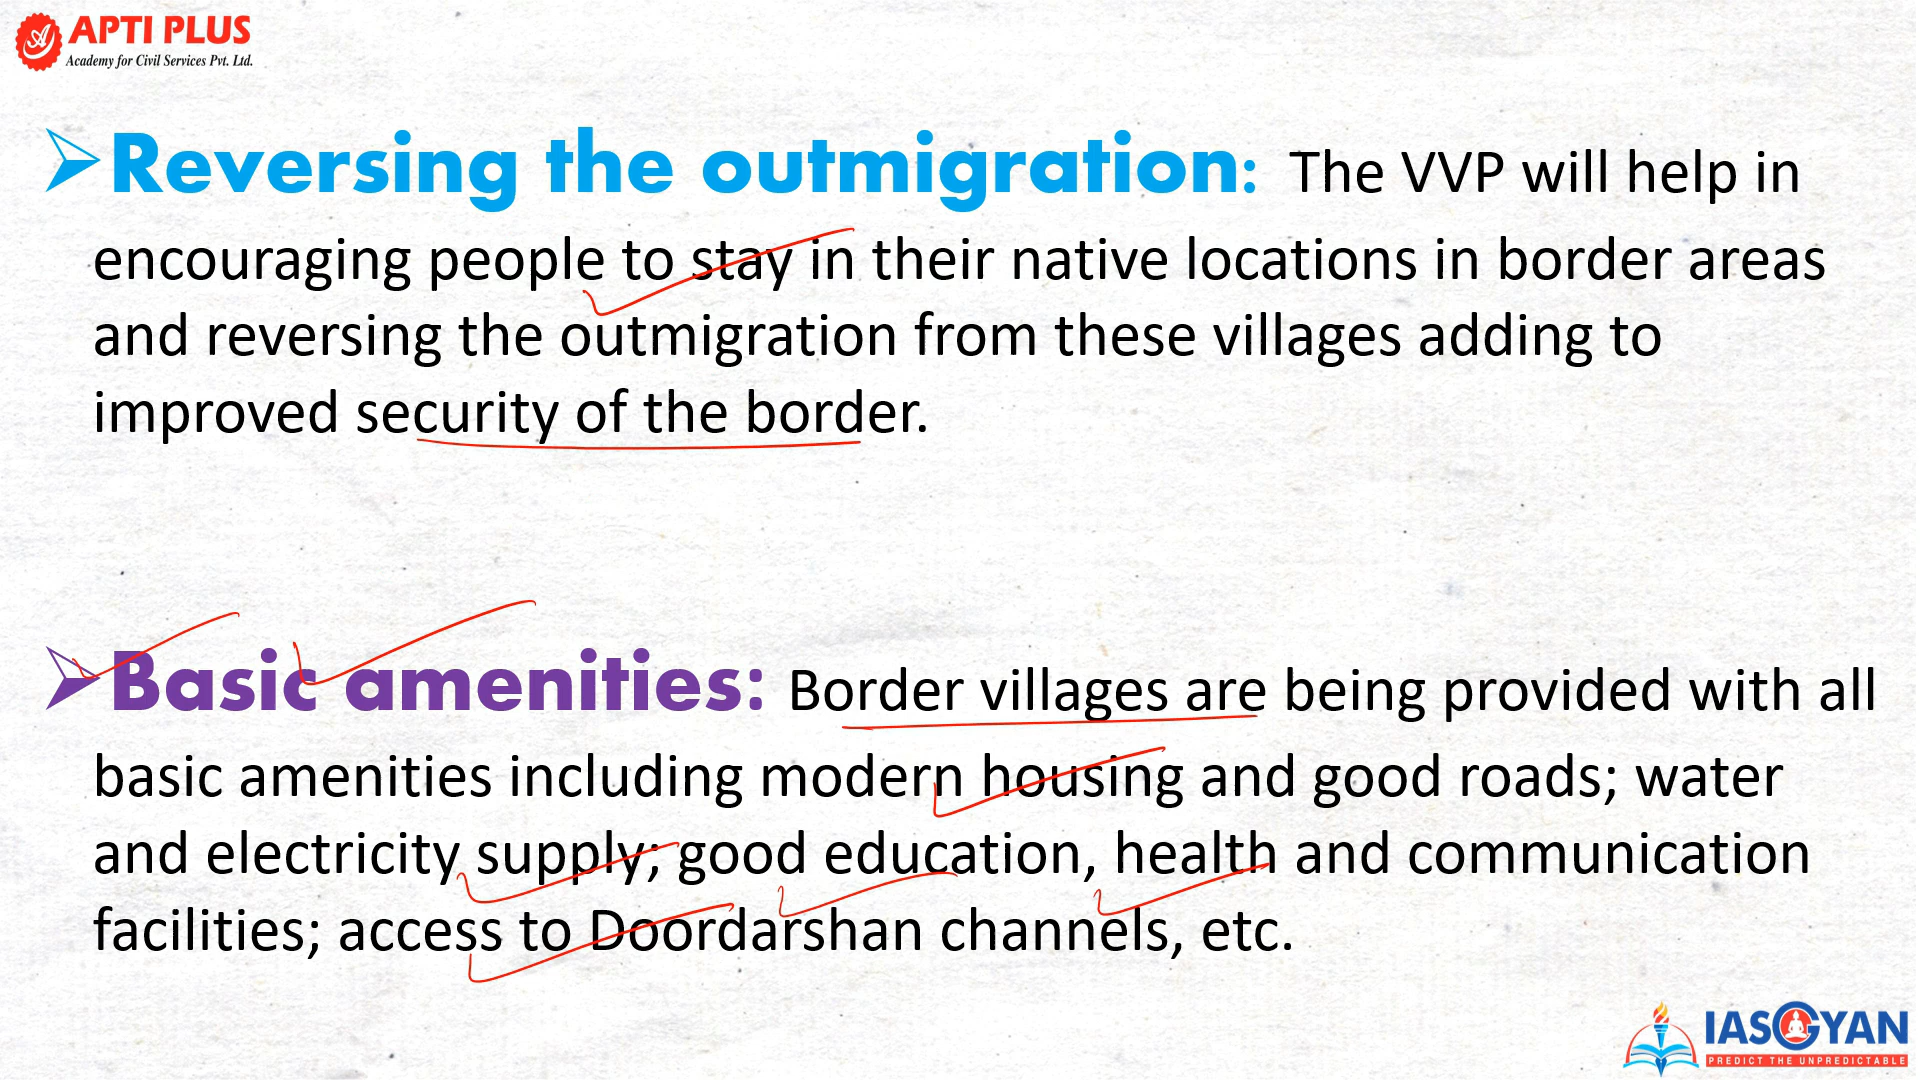 APTI PLUS
Academy for Civil Services Pvt. Ltd.
Reversing the outmigration: The VVP will help in
encouraging people to stay in their native locations in border areas
and reversing the outmigration from these villages adding to
improved security of the border.
Basic amenities: Border villages are being provided with all
basic amenities including modern housing and good roads; water
and electricity supply; good education, health and communication
facilities; access to Doordarshan channels, etc.
IASGYAN
PREDICT THE UNPREDICTABLE